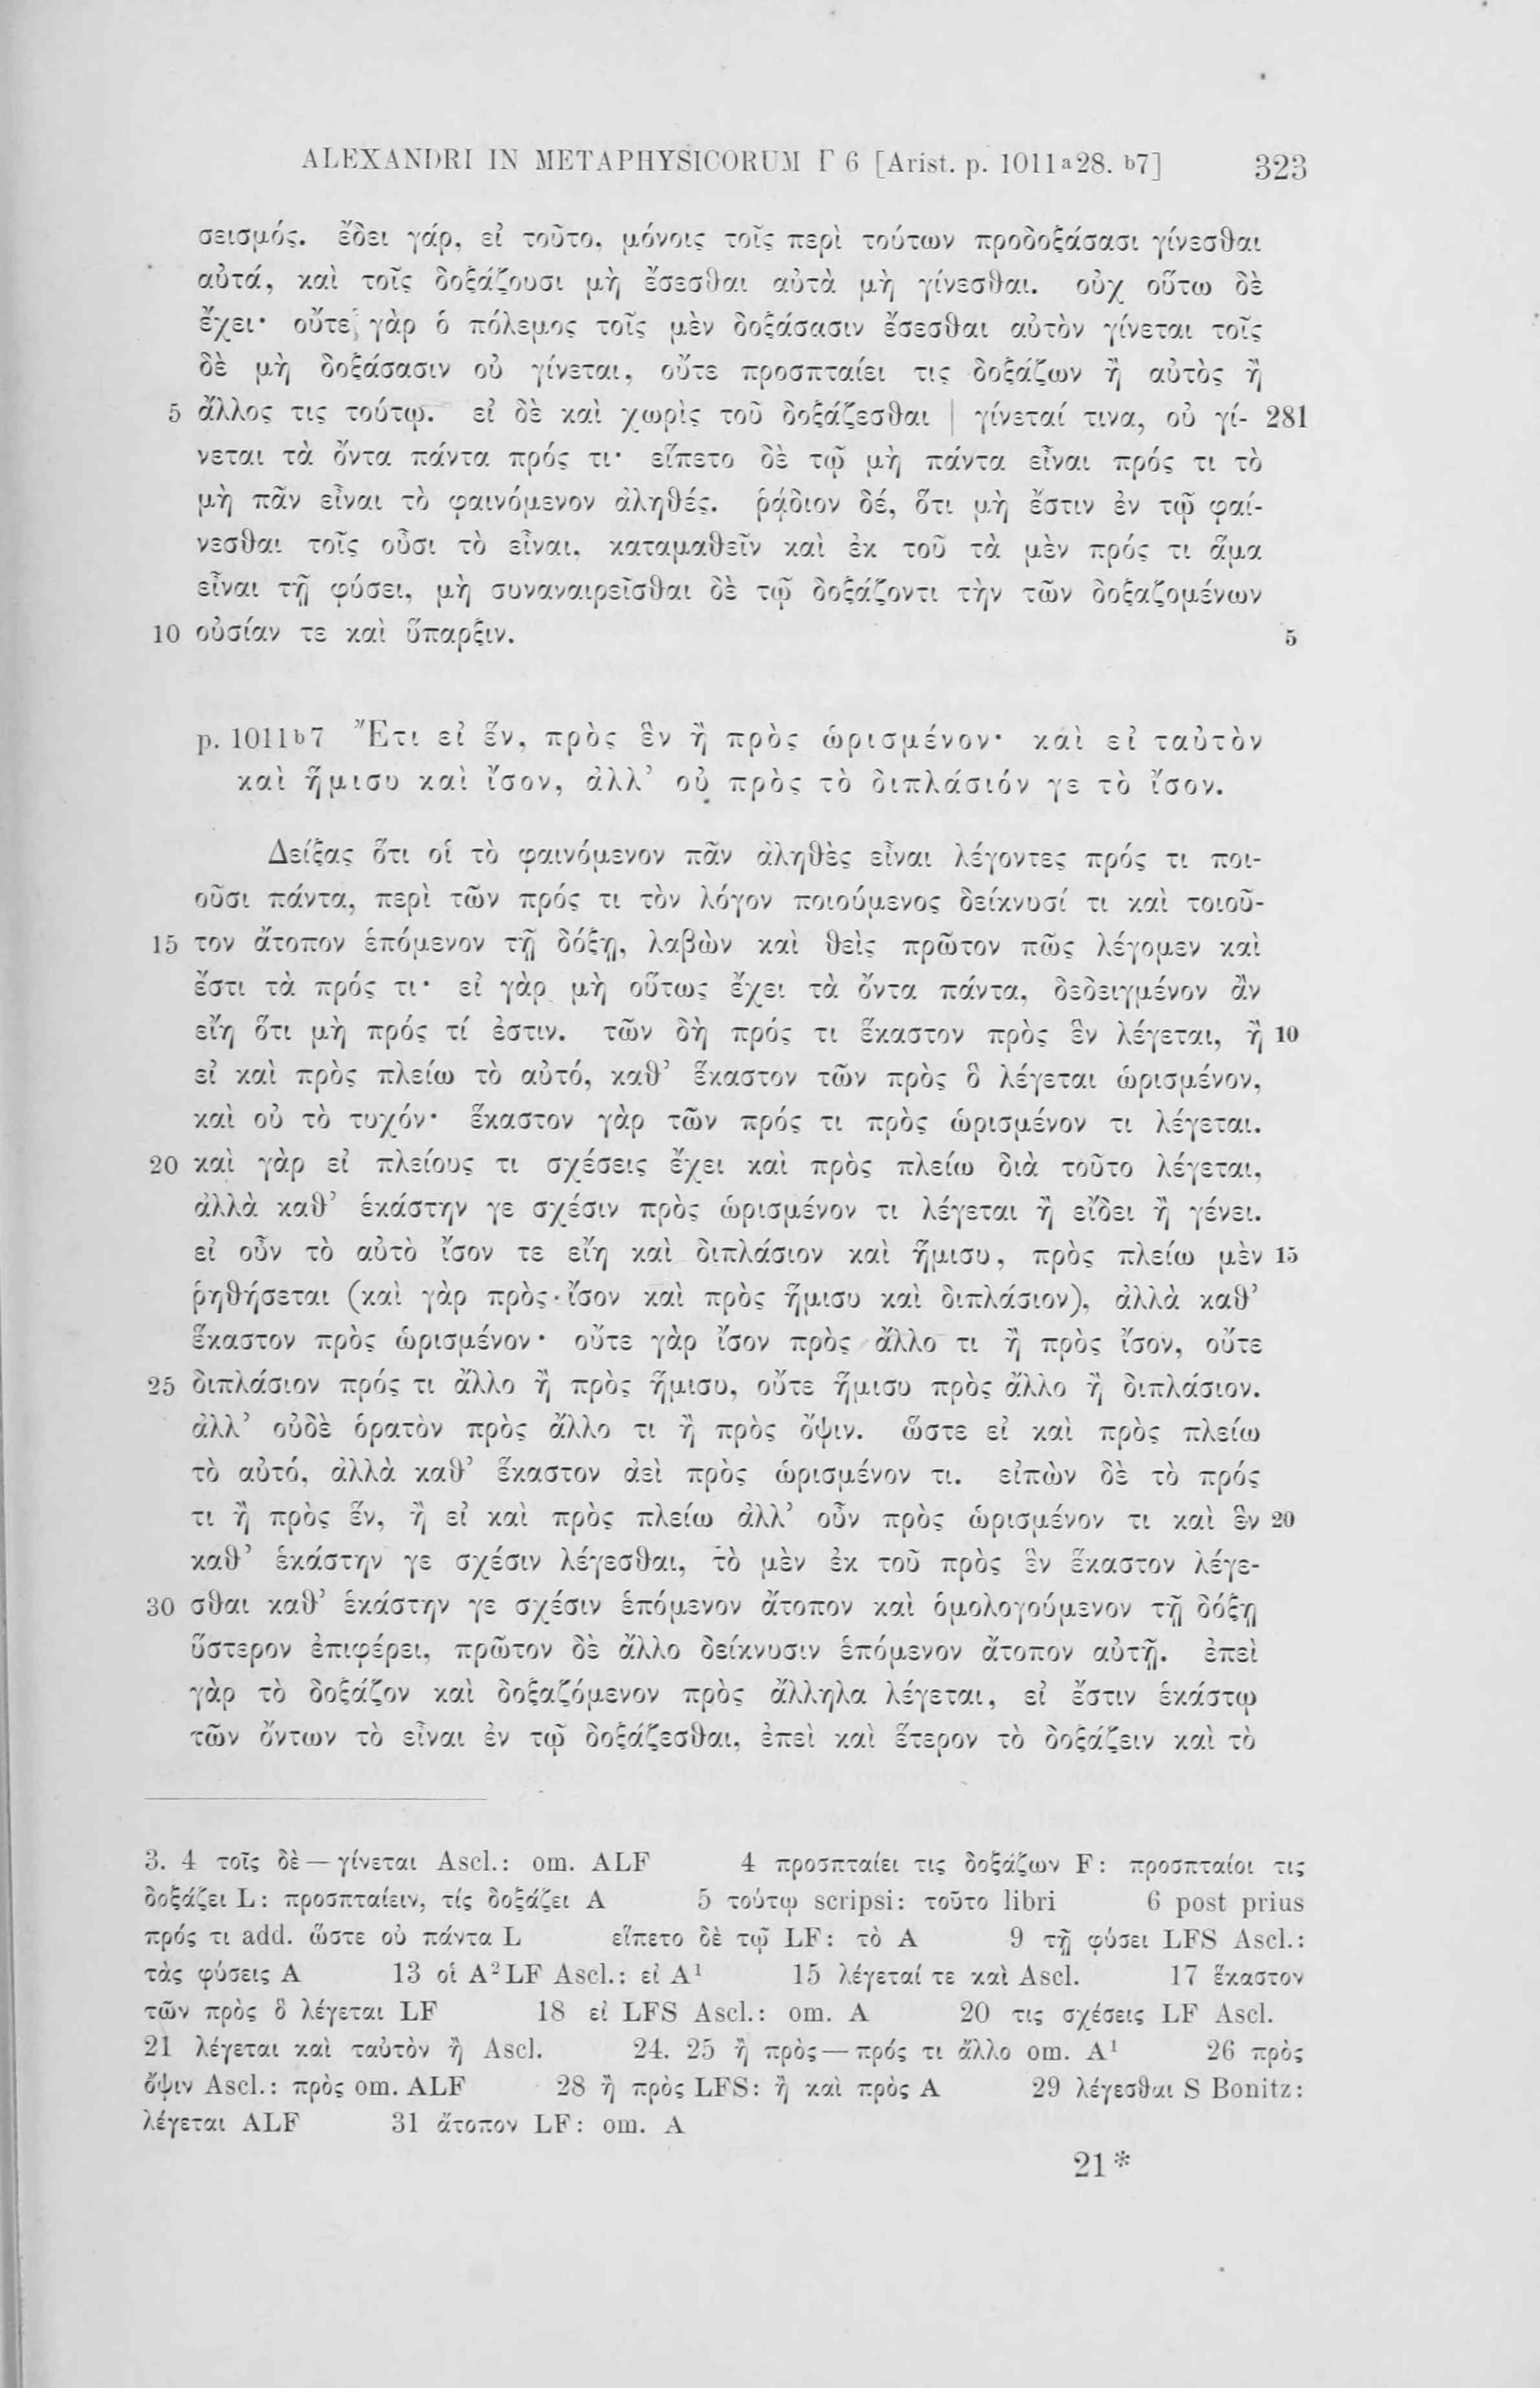 ALEXANDRI IN METAPHYSICORUM Γ 6 [Arist. p. 1011a28. b7] 323
σεισμός. ἔδει γάρ, εἰ τοῦτο, μόνοις τοῖς περὶ τούτων προδοξάσασι γίνεσθαι
αὐτά, καὶ τοῖς δοξάζουσι μὴ ἔσεσθαι αὐτὰ μὴ γίνεσθαι. οὐχ οὕτω δὲ
ἔχει· οὔτε γὰρ ὁ πόλεμος τοῖς μὲν δοξάσασιν ἔσεσθαι αὐτὸν γίνεται τοῖς
δὲ μὴ δοξάσασιν οὐ γίνεται, οὔτε προσπταίει τις δοξάζων ἢ αὐτὸς ἢ
5 ἄλλος τις τούτῳ. εἰ δὲ καὶ χωρὶς τοῦ δοξάζεσθαι | γίνεταί τινα, οὐ γί- 281
νεται τὰ ὄντα πάντα πρός τι· εἵπετο δὲ τῷ μὴ πάντα εἶναι πρός τι τὸ
μὴ πᾶν εἶναι τὸ φαινόμενον ἀληθές. ῥᾴδιον δέ, ὅτι μὴ ἔστιν ἐν τῷ φαί-
νεσθαι τοῖς οὖσι τὸ εἶναι, καταμαθεῖν καὶ ἐκ τοῦ τὰ μὲν πρός τι ἅμα
εἶναι τῇ φύσει, μὴ συναναιρεῖσθαι δὲ τῷ δοξάζοντι τὴν τῶν δοξαζομένων
10 οὐσίαν τε καὶ ὕπαρξιν. 5
p. 1011b7 Ἔτι εἰ ἕν, πρὸς ἓν ἢ πρὸς ὡρισμένον· καὶ εἰ ταὐτὸν
καὶ ἥμισυ καὶ ἴσον, ἀλλ’ οὐ πρὸς τὸ διπλάσιόν γε τὸ ἴσον.
Δείξας ὅτι οἱ τὸ φαινόμενον πᾶν ἀληθὲς εἶναι λέγοντες πρός τι ποι-
οῦσι πάντα, περὶ τῶν πρός τι τὸν λόγον ποιούμενος δείκνυσί τι καὶ τοιοῦ-
15 τον ἄτοπον ἑπόμενον τῇ δόξῃ, λαβὼν καὶ θεὶς πρῶτον πῶς λέγομεν καὶ
ἔστι τὰ πρός τι· εἰ γὰρ μὴ οὕτως ἔχει τὰ ὄντα πάντα, δεδειγμένον ἂν
εἴη ὅτι μὴ πρός τί ἐστιν. τῶν δὴ πρός τι ἕκαστον πρὸς ἓν λέγεται, ἢ 10
εἰ καὶ πρὸς πλείω τὸ αὐτό, καθ’ ἕκαστον τῶν πρὸς ὃ λέγεται ὡρισμένον,
καὶ οὐ τὸ τυχόν· ἕκαστον γὰρ τῶν πρός τι πρὸς ὡρισμένον τι λέγεται.
20 καὶ γὰρ εἰ πλείους τι σχέσεις ἔχει καὶ πρὸς πλείω διὰ τοῦτο λέγεται,
ἀλλὰ καθ’ ἑκάστην γε σχέσιν πρὸς ὡρισμένον τι λέγεται ἢ εἴδει ἢ γένει.
εἰ οὖν τὸ αὐτὸ ἴσον τε εἴη καὶ διπλάσιον καὶ ἥμισυ, πρὸς πλείω μὲν 15
ῥηθήσεται (καὶ γὰρ πρὸς ἴσον καὶ πρὸς ἥμισυ καὶ διπλάσιον), ἀλλὰ καθ’
ἕκαστον πρὸς ὡρισμένον· οὔτε γὰρ ἴσον πρὸς ἄλλο τι ἢ πρὸς ἴσον, οὔτε
25 διπλάσιον πρός τι ἄλλο ἢ πρὸς ἥμισυ, οὔτε ἥμισυ πρὸς ἄλλο ἢ διπλάσιον.
ἀλλ’ οὐδὲ ὁρατὸν πρὸς ἄλλο τι ἢ πρὸς ὄψιν. ὥστε εἰ καὶ πρὸς πλείω
τὸ αὐτό, ἀλλὰ καθ’ ἕκαστον ἀεὶ πρὸς ὡρισμένον τι. εἰπὼν δὲ τὸ πρός
τι ἢ πρὸς ἕν, ἢ εἰ καὶ πρὸς πλείω ἀλλ’ οὖν πρὸς ὡρισμένον τι καὶ ἓν 20
καθ’ ἑκάστην γε σχέσιν λέγεσθαι, τὸ μὲν ἐκ τοῦ πρὸς ἓν ἕκαστον λέγε-
30 σθαι καθ’ ἑκάστην γε σχέσιν ἑπόμενον ἄτοπον καὶ ὁμολογούμενον τῇ δόξῃ
ὕστερον ἐπιφέρει, πρῶτον δὲ ἄλλο δείκνυσιν ἑπόμενον ἄτοπον αὐτῇ. ἐπεὶ
γὰρ τὸ δοξάζον καὶ δοξαζόμενον πρὸς ἄλληλα λέγεται, εἰ ἔστιν ἑκάστῳ
τῶν ὄντων τὸ εἶναι ἐν τῷ δοξάζεσθαι, ἐπεὶ καὶ ἕτερον τὸ δοξάζειν καὶ τὸ
3. 4 τοῖς δὲ — γίνεται Ascl.: om. ALF 4 προσπταίει τις δοξάζων F: προσπταίοι τις
δοξάζει L: προσπταίειν, τίς δοξάζει A 5 τούτῳ scripsi: τοῦτο libri 6 post prius
πρός τι add. ὥστε οὐ πάντα L εἵπετο δὲ τῷ LF: τὸ A 9 τῇ φύσει LFS Ascl.:
τὰς φύσεις A 13 οἱ A²LF Ascl.: εἰ A¹ 15 λέγεταί τε καὶ Ascl. 17 ἕκαστον
τῶν πρὸς ὃ λέγεται LF 18 εἰ LFS Ascl.: om. A 20 τις σχέσεις LF Ascl.
21 λέγεται καὶ ταὐτὸν ἢ Ascl. 24. 25 ἢ πρὸς — πρός τι ἄλλο om. A¹ 26 πρὸς
ὄψιν Ascl.: πρὸς om. ALF 28 ἢ πρὸς LFS: ἢ καὶ πρὸς A 29 λέγεσθαι S Bonitz:
λέγεται ALF 31 ἄτοπον LF: om. A
21*